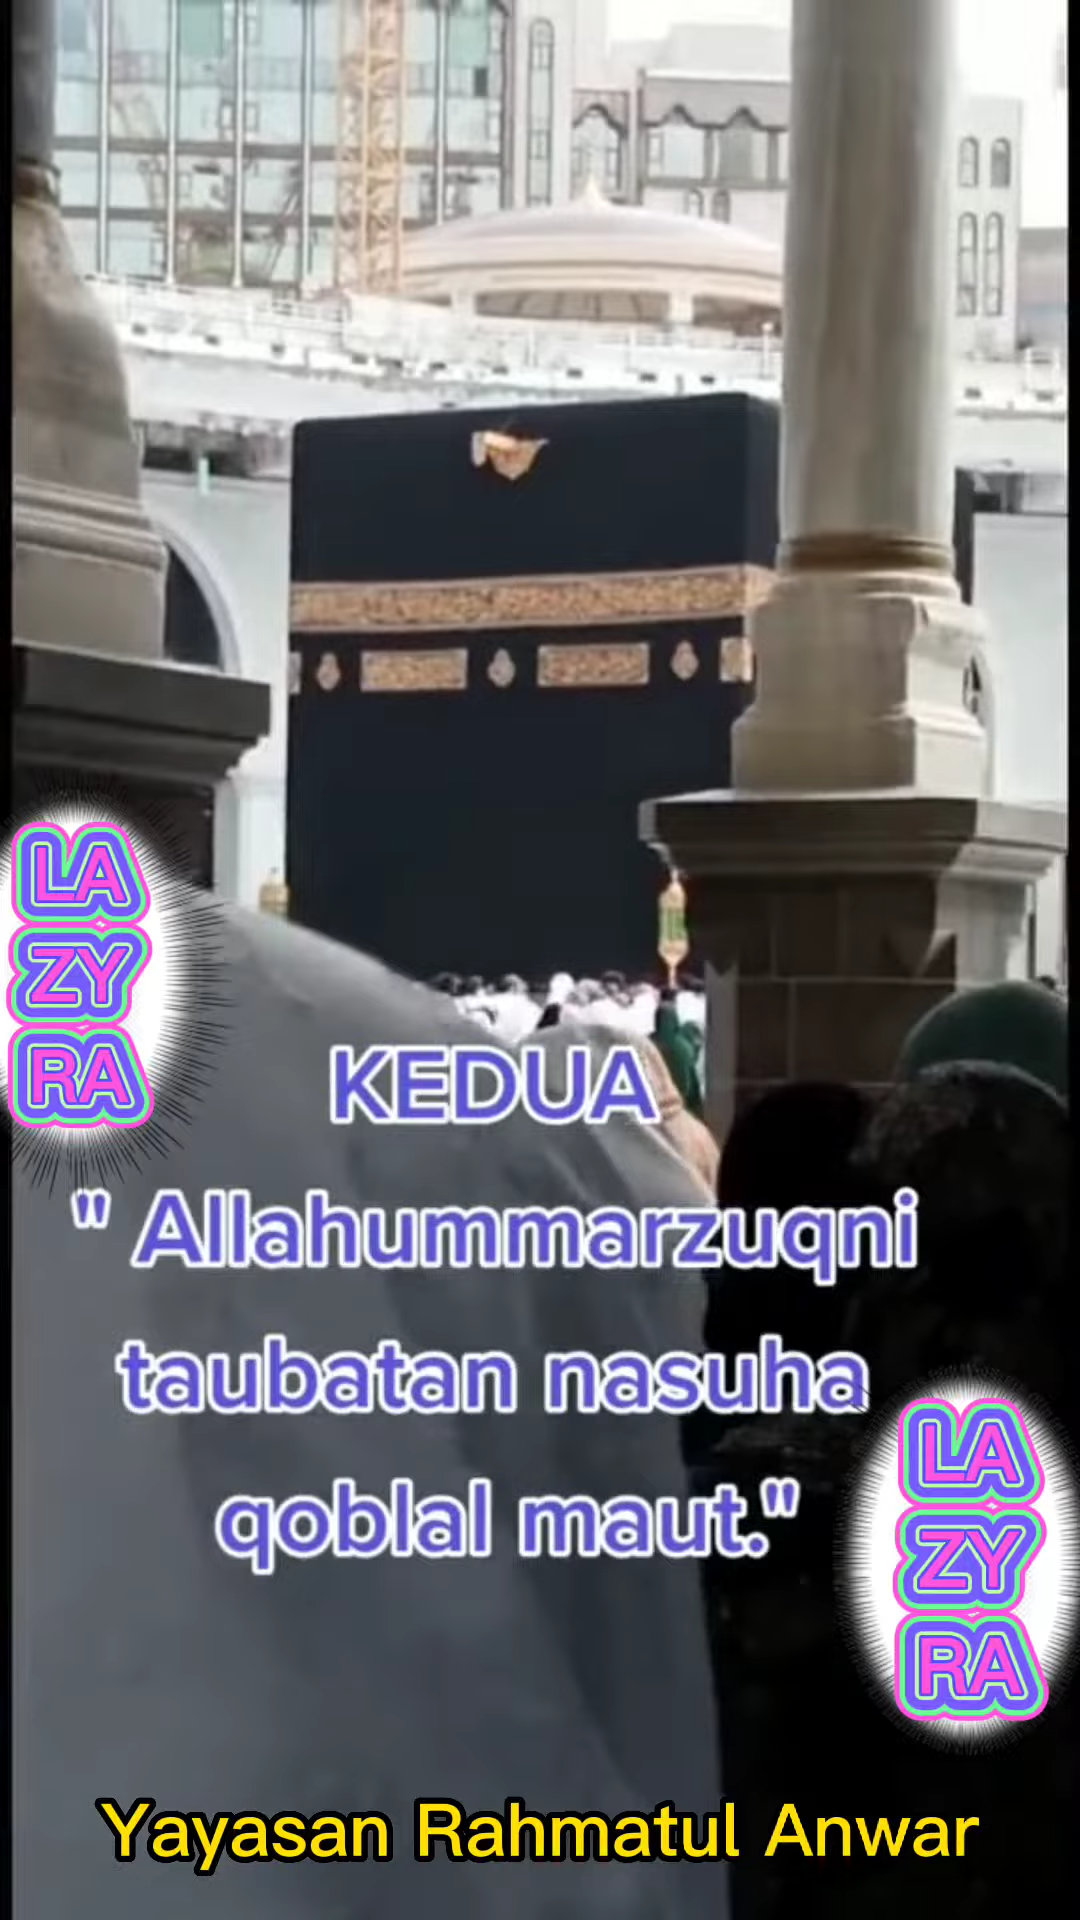 LA
ZY
RA
KEDUA
" Allahummarzuqni
taubatan nasuha
qoblal maut."
LA
ZY
RA
Yayasan Rahmatul Anwar